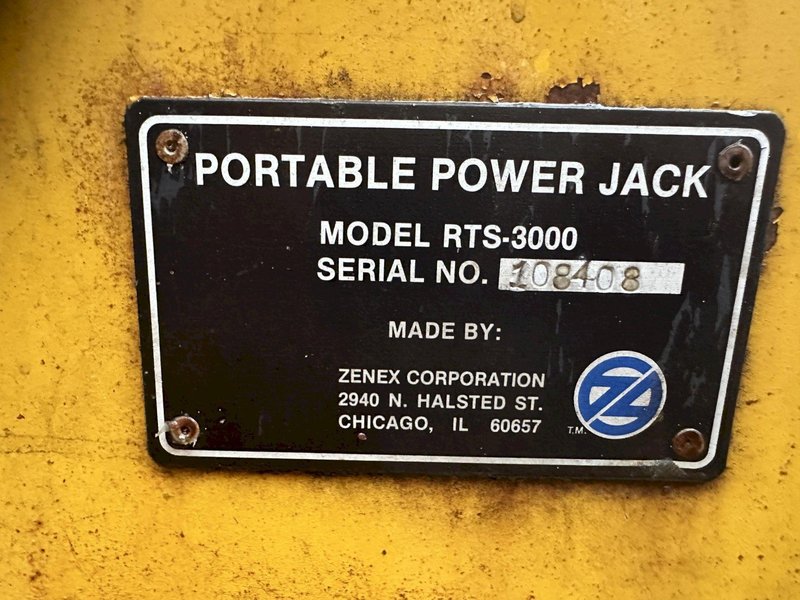 PORTABLE POWER JACK
MODEL RTS-3000
SERIAL NO. 108408
MADE BY:
ZENEX CORPORATION
2940 N. HALSTED ST.
CHICAGO, IL 60657
T.M.